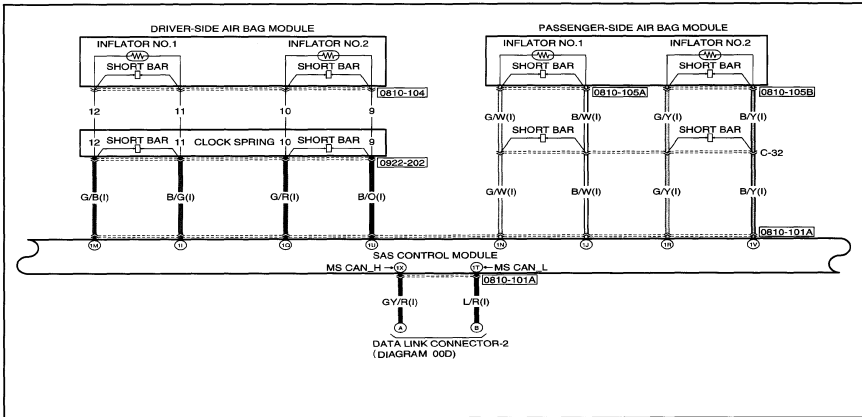 DRIVER-SIDE AIR BAG MODULE PASSENGER-SIDE AIR BAG MODULE
INFLATOR NO.1 INFLATOR NO.2 INFLATOR NO.1 INFLATOR NO.2
SHORT BAR SHORT BAR SHORT BAR SHORT BAR
0810-104 0810-105A 0810-105B
12 11 10 9 G/W(I) B/W(I) G/Y(I) B/Y(I)
12 SHORT BAR 11 CLOCK SPRING 10 SHORT BAR 9 SHORT BAR SHORT BAR
C-32
0922-202
G/B(I) B/G(I) G/R(I) B/O(I) G/W(I) B/W(I) G/Y(I) B/Y(I)
0810-101A
1M 1I 1Q 1U 1N 1J 1R 1V
SAS CONTROL MODULE
MS CAN_H 1X 1T MS CAN_L
0810-101A
GY/R(I) L/R(I)
A B
DATA LINK CONNECTOR-2
(DIAGRAM 00D)